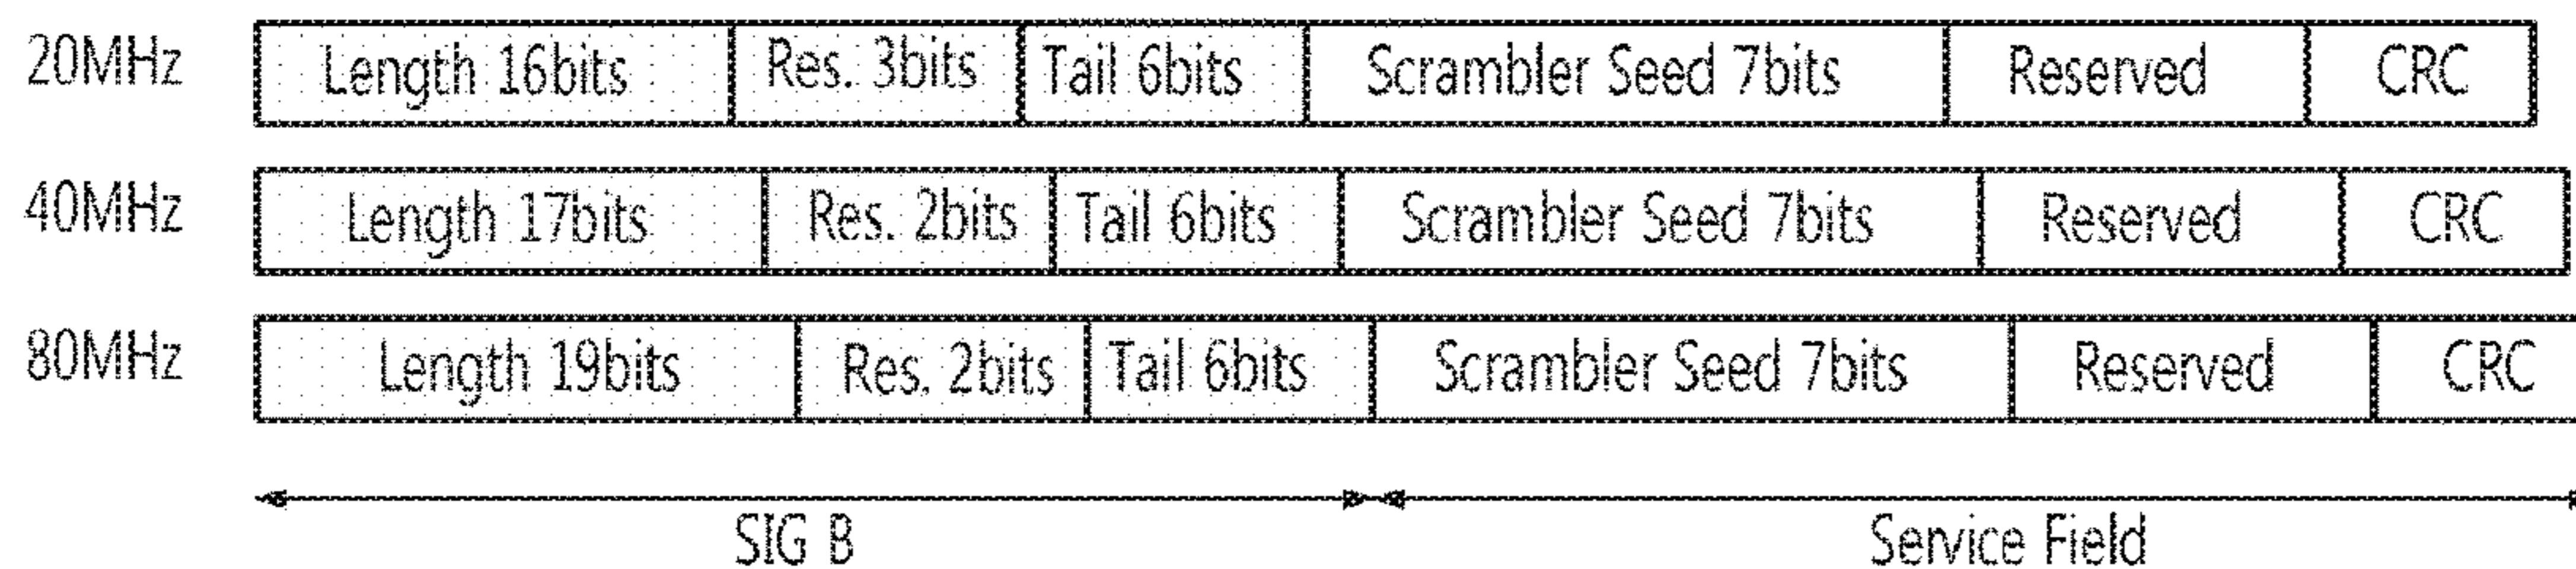 20MHz Length 16bits Res. 3bits Tail 6bits Scrambler Seed 7bits Reserved CRC
40MHz Length 17bits Res. 2bits Tail 6bits Scrambler Seed 7bits Reserved CRC
80MHz Length 19bits Res. 2bits Tail 6bits Scrambler Seed 7bits Reserved CRC
SIG B Service Field